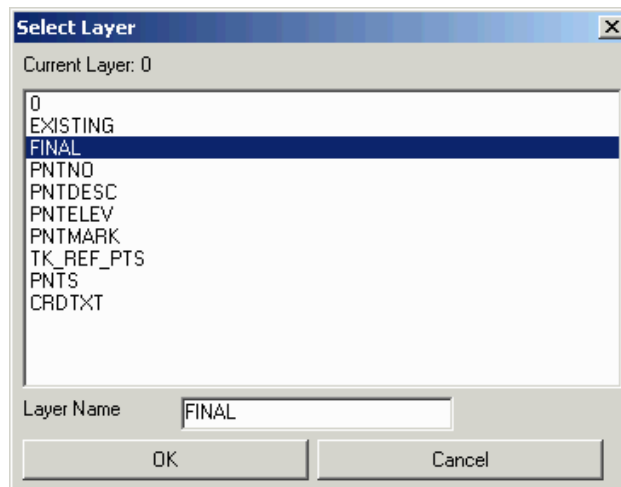 Select Layer
Current Layer: 0
0
EXISTING
FINAL
PNTNO
PNTDESC
PNTELEV
PNTMARK
TK_REF_PTS
PNTS
CRDTXT
Layer Name FINAL
OK Cancel